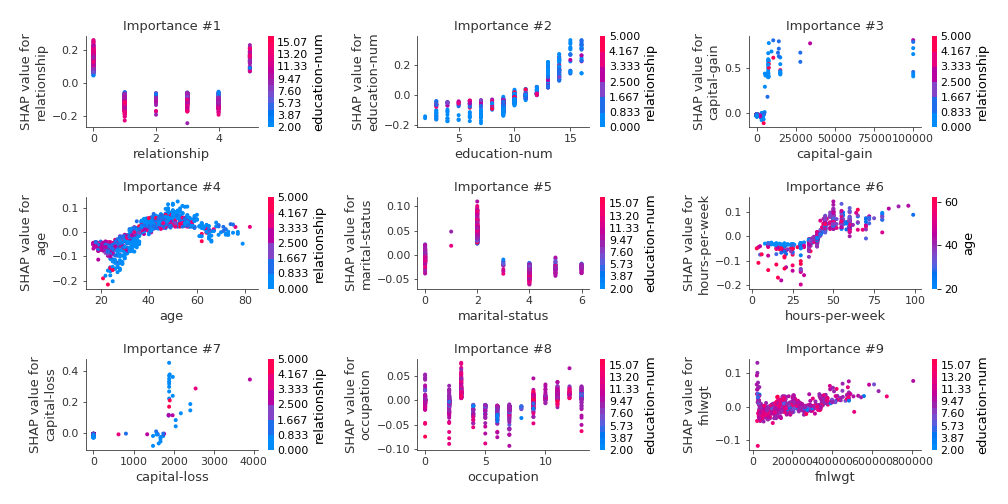 Importance #1
SHAP value for
relationship
0.2
0.0
−0.2
0
2
4
relationship
15.07
13.20
11.33
9.47
7.60
5.73
3.87
2.00
education-num
Importance #2
SHAP value for
education-num
0.2
0.0
−0.2
5
10
15
education-num
5.000
4.167
3.333
2.500
1.667
0.833
0.000
relationship
Importance #3
SHAP value for
capital-gain
0.5
0.0
0
25000
50000
75000
100000
capital-gain
5.000
4.167
3.333
2.500
1.667
0.833
0.000
relationship
Importance #4
SHAP value for
age
0.1
0.0
−0.1
−0.2
20
40
60
80
age
5.000
4.167
3.333
2.500
1.667
0.833
0.000
relationship
Importance #5
SHAP value for
marital-status
0.10
0.05
0.00
−0.05
0
2
4
6
marital-status
15.07
13.20
11.33
9.47
7.60
5.73
3.87
2.00
education-num
Importance #6
SHAP value for
hours-per-week
0.1
0.0
−0.1
−0.2
0
25
50
75
100
hours-per-week
60
40
20
age
Importance #7
SHAP value for
capital-loss
0.4
0.2
0.0
0
1000
2000
3000
4000
capital-loss
5.000
4.167
3.333
2.500
1.667
0.833
0.000
relationship
Importance #8
SHAP value for
occupation
0.05
0.00
−0.05
−0.10
0
5
10
occupation
15.07
13.20
11.33
9.47
7.60
5.73
3.87
2.00
education-num
Importance #9
SHAP value for
fnlwgt
0.1
0.0
−0.1
0
200000
400000
600000
800000
fnlwgt
15.07
13.20
11.33
9.47
7.60
5.73
3.87
2.00
education-num